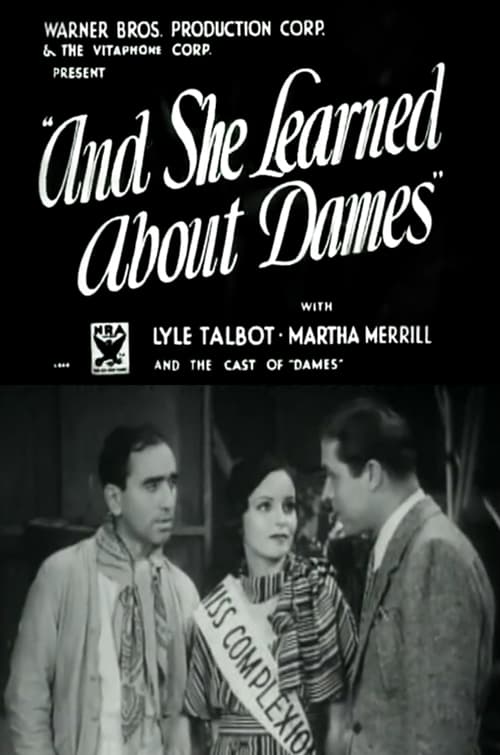 WARNER BROS. PRODUCTION CORP.
& THE VITAPHONE CORP.
PRESENT
"And She Learned
About Dames"
WITH
NRA
LYLE TALBOT · MARTHA MERRILL
AND THE CAST OF "DAMES"
ISS COMPLEXIO